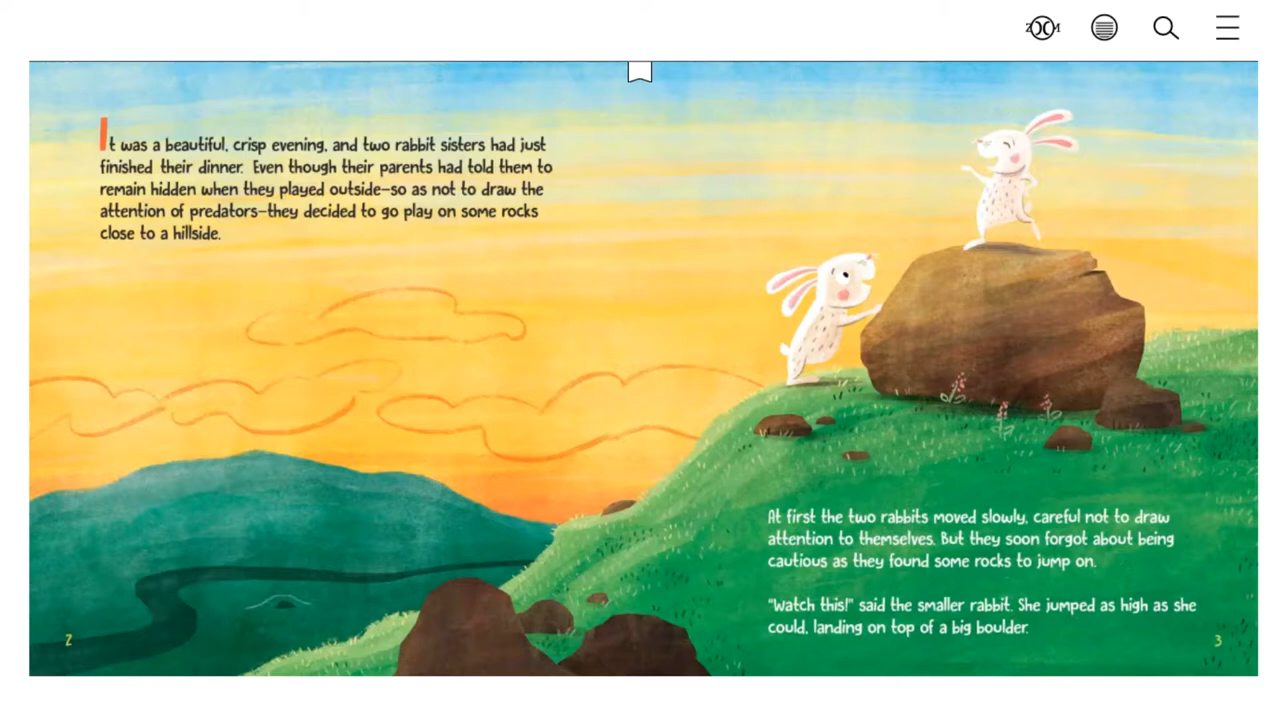 It was a beautiful, crisp evening, and two rabbit sisters had just
finished their dinner. Even though their parents had told them to
remain hidden when they played outside—so as not to draw the
attention of predators—they decided to go play on some rocks
close to a hillside.
2
At first the two rabbits moved slowly, careful not to draw
attention to themselves. But they soon forgot about being
cautious as they found some rocks to jump on.
"Watch this!" said the smaller rabbit. She jumped as high as she
could, landing on top of a big boulder.
3